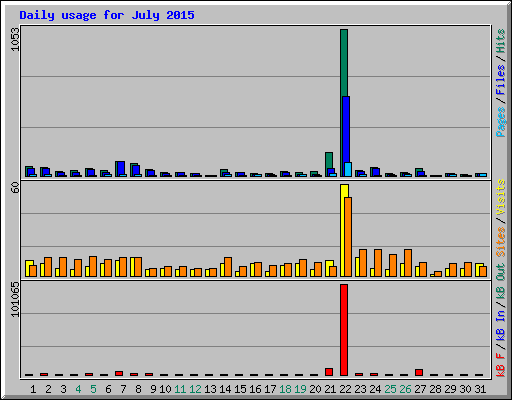 Daily usage for July 2015
1053
60
101065
Pages / Files / Hits
Sites / Visits
kB F / kB In / kB Out
1 2 3 4 5 6 7 8 9 10 11 12 13 14 15 16 17 18 19 20 21 22 23 24 25 26 27 28 29 30 31